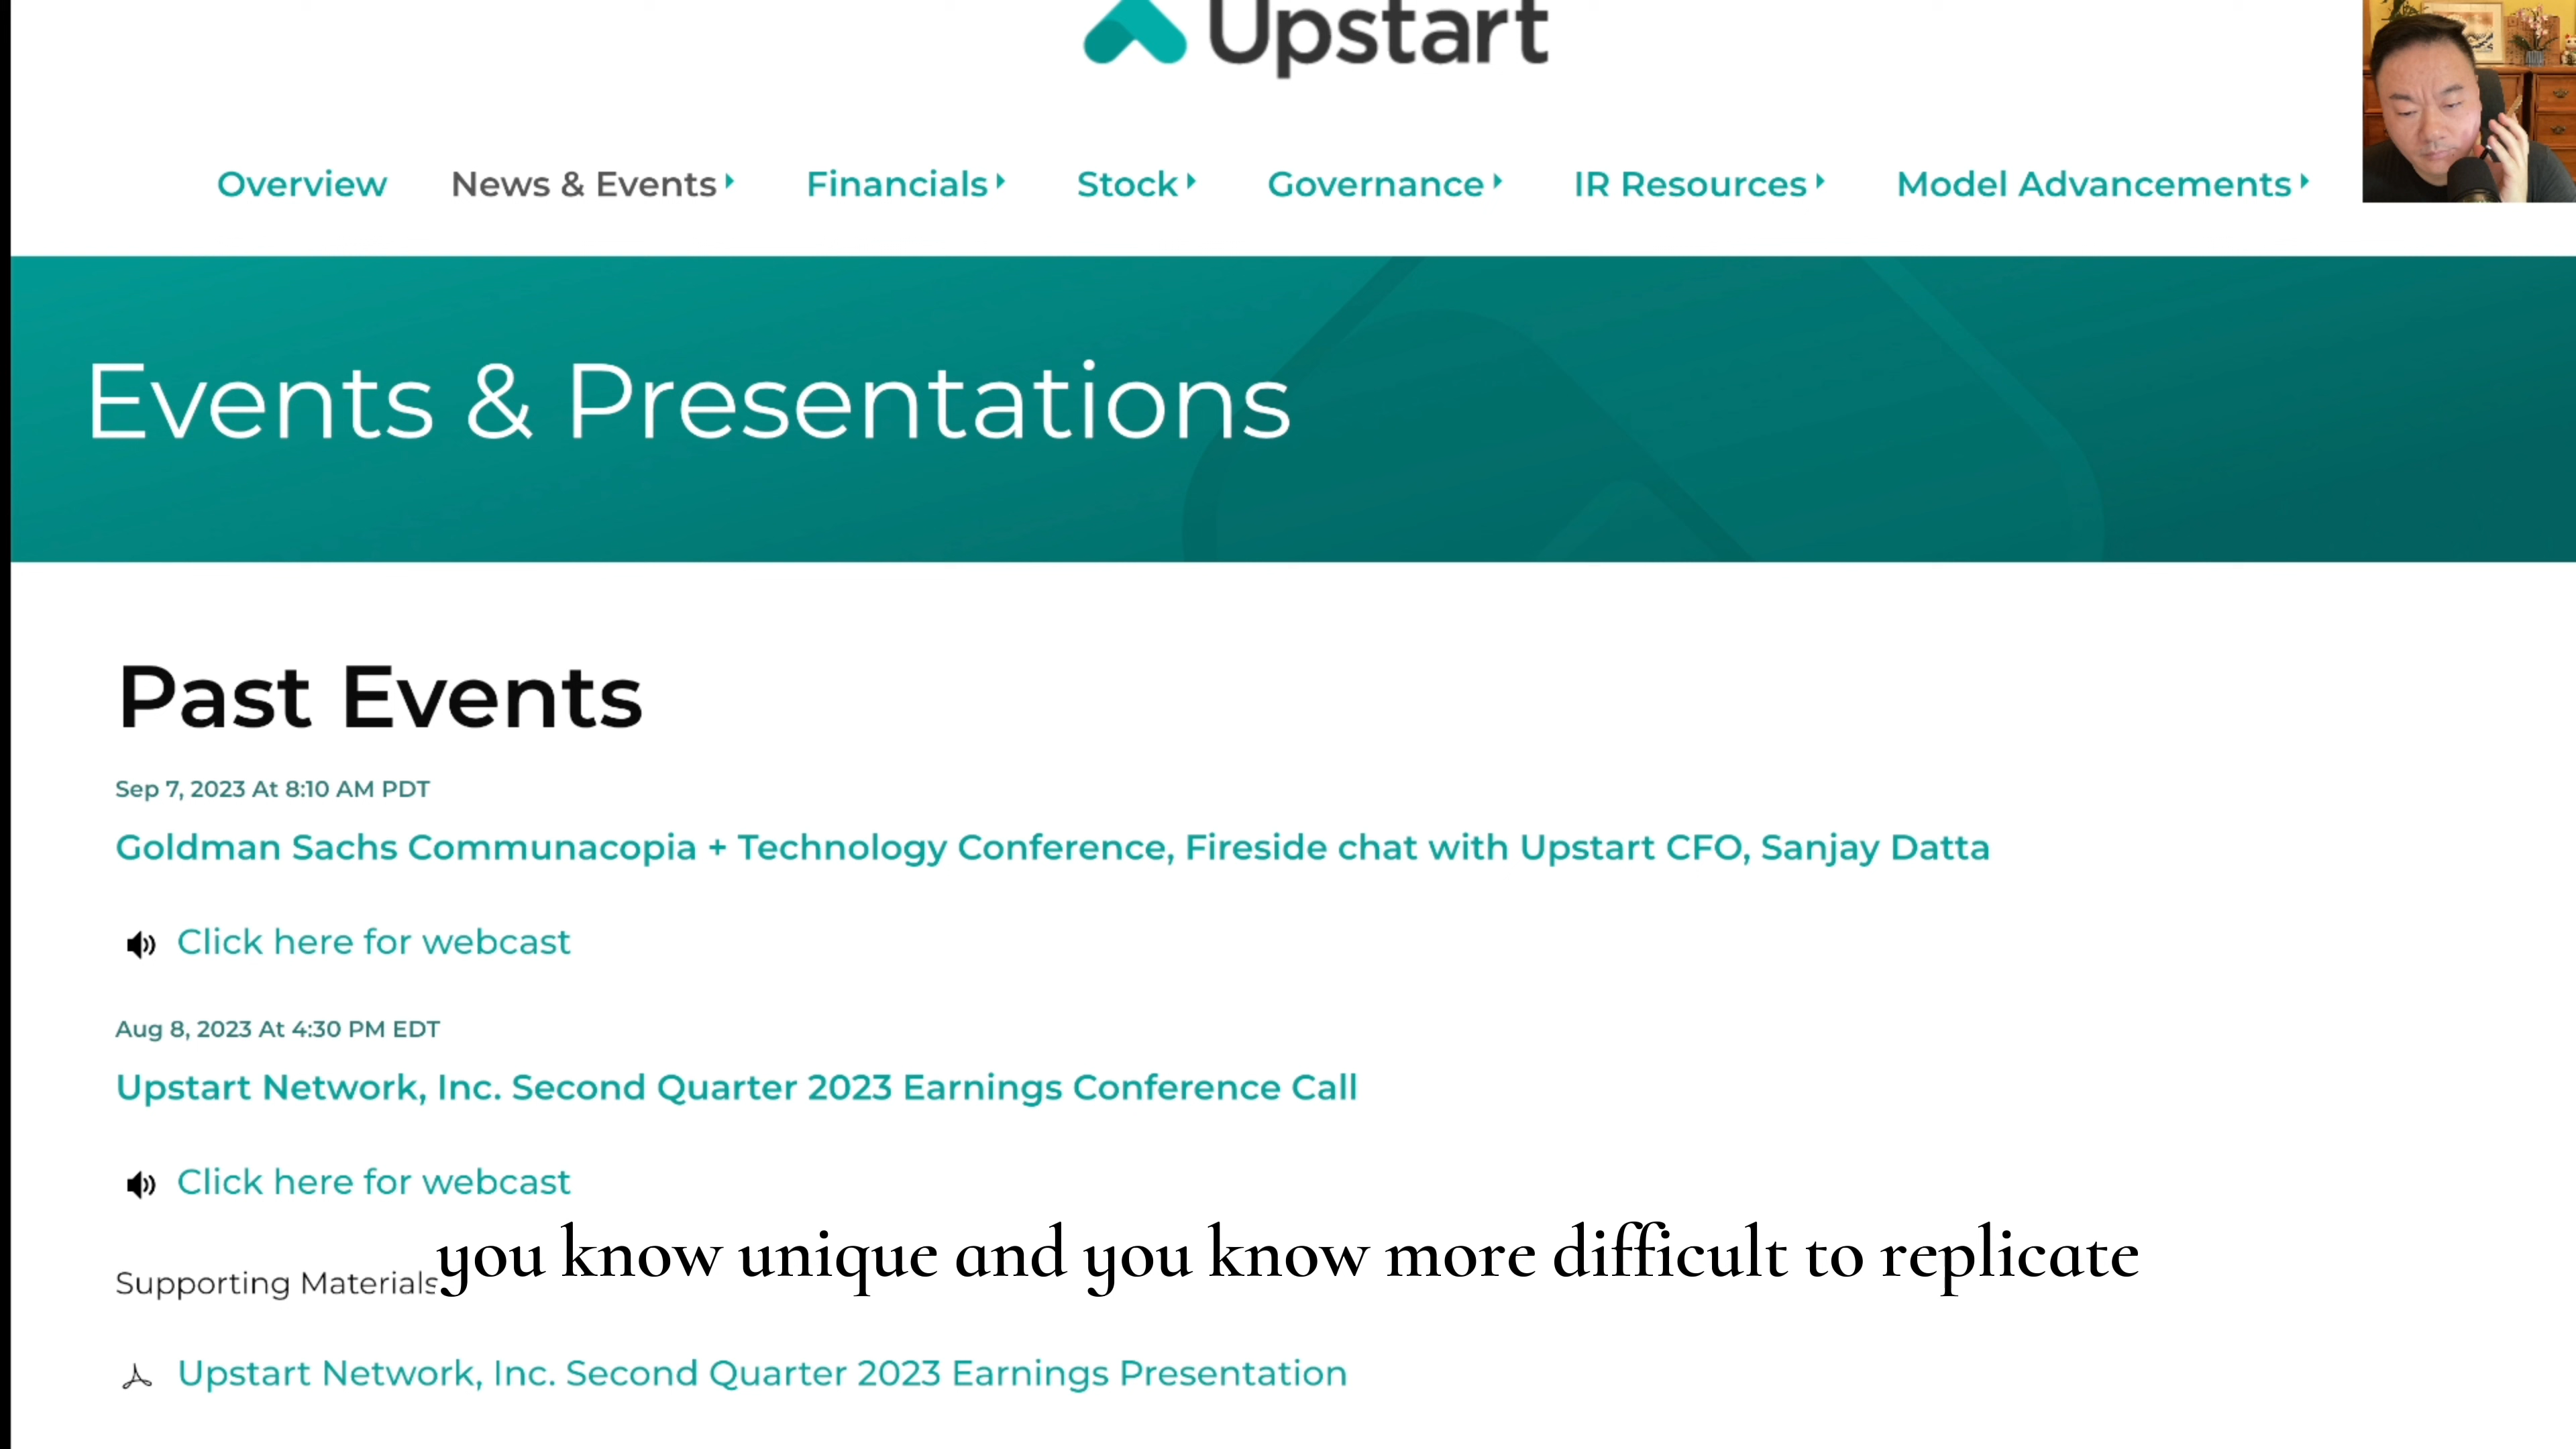 Upstart
Overview News & Events Financials Stock Governance IR Resources Model Advancements
Events & Presentations
Past Events
Sep 7, 2023 At 8:10 AM PDT
Goldman Sachs Communacopia + Technology Conference, Fireside chat with Upstart CFO, Sanjay Datta
Click here for webcast
Aug 8, 2023 At 4:30 PM EDT
Upstart Network, Inc. Second Quarter 2023 Earnings Conference Call
Click here for webcast
you know unique and you know more difficult to replicate
Supporting Materials
Upstart Network, Inc. Second Quarter 2023 Earnings Presentation